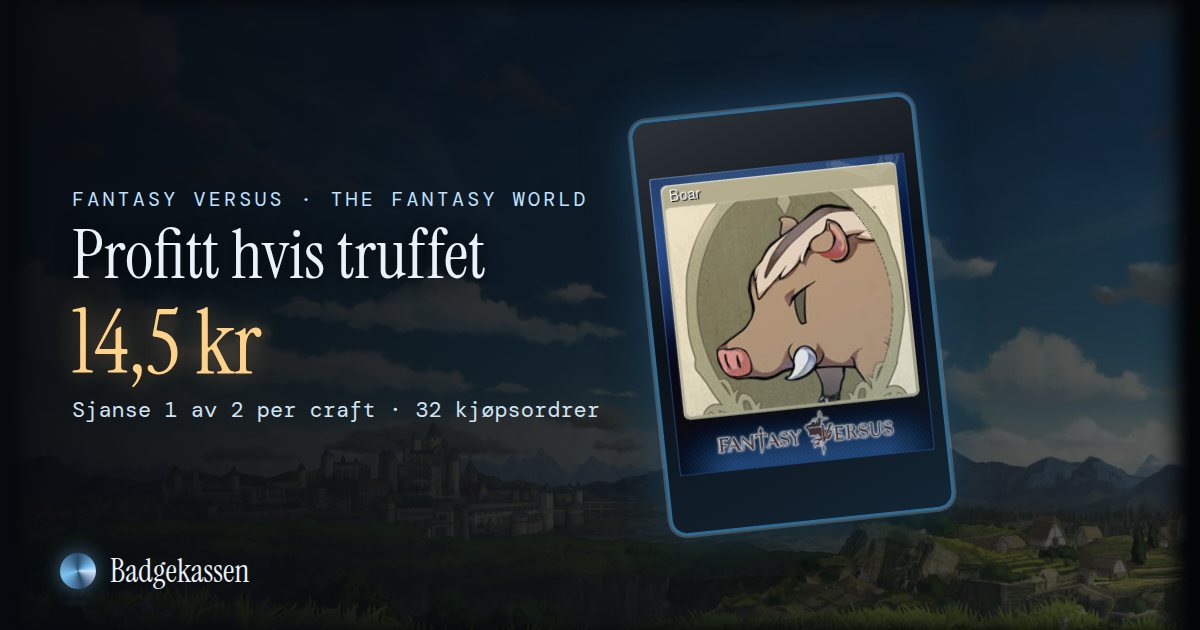 FANTASY VERSUS · THE FANTASY WORLD
Profitt hvis truffet
14,5 kr
Sjanse 1 av 2 per craft · 32 kjøpsordrer
Badgekassen
Boar
FANTASY VERSUS